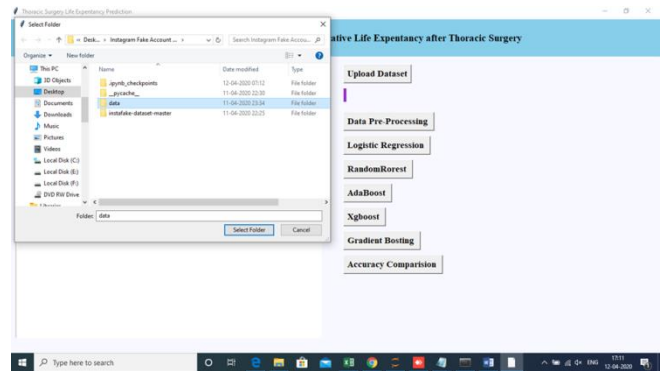 Thoracic Surgery Life Expentancy Prediction
Select Folder
« Desk... › Instagram Fake Account ... ›
Search Instagram Fake Accou...
Organize
New folder
This PC
3D Objects
Desktop
Documents
Downloads
Music
Pictures
Videos
Local Disk (C:)
Local Disk (E:)
Local Disk (F:)
DVD RW Drive
Libraries
Name
Date modified
Type
.ipynb_checkpoints
12-04-2020 07:12
File folder
__pycache__
11-04-2020 22:30
File folder
data
11-04-2020 23:34
File folder
instafake-dataset-master
11-04-2020 22:25
File folder
Folder: data
Select Folder
Cancel
ative Life Expentancy after Thoracic Surgery
Upload Dataset
Data Pre-Processing
Logistic Regression
RandomRorest
AdaBoost
Xgboost
Gradient Bosting
Accuracy Comparision
Type here to search
ENG
17:11
12-04-2020